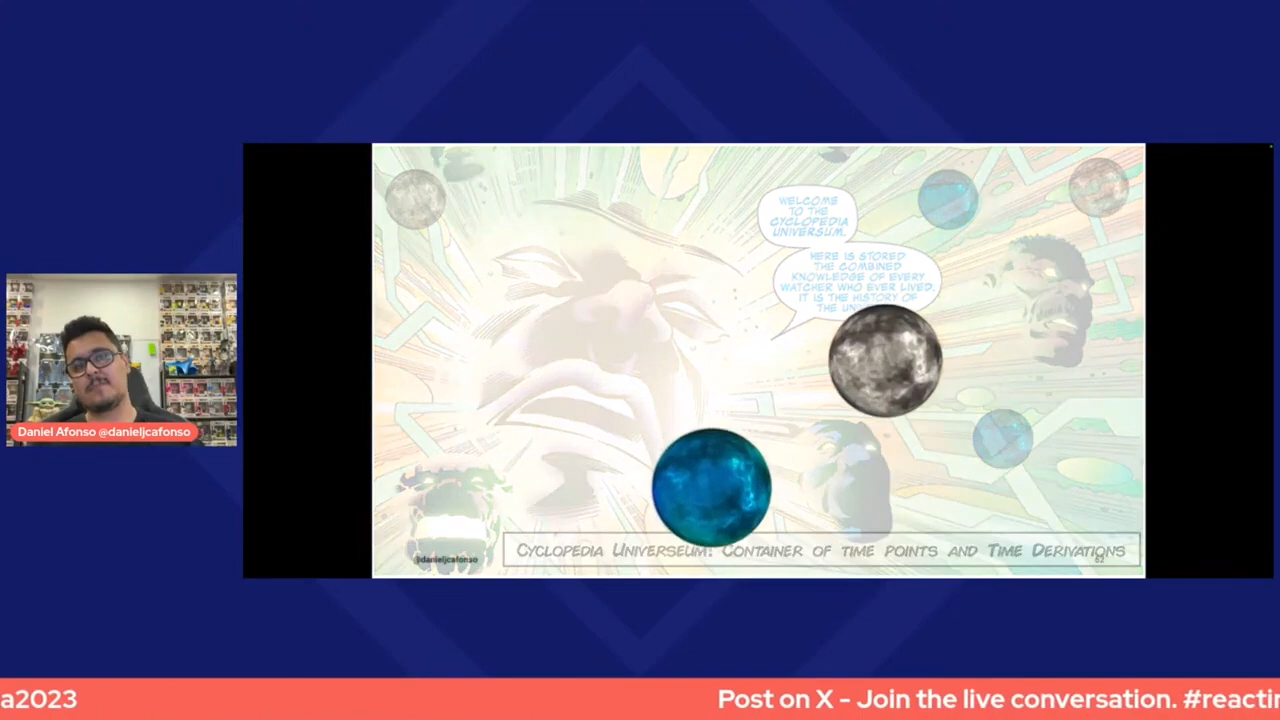 WELCOME
TO THE
CYCLOPEDIA
UNIVERSUM.
HERE IS STORED
THE COMBINED
KNOWLEDGE OF EVERY
WATCHER WHO EVER LIVED.
IT IS THE HISTORY OF
THE
Daniel Afonso @danieljcafonso
Cyclopedia Universeum: Container of time points and Time Derivations
@danieljcafonso
62
a2023
Post on X - Join the live conversation. #reactin